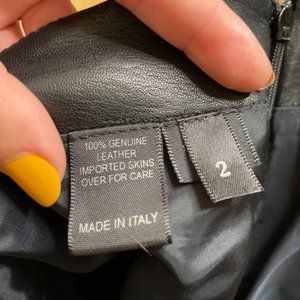 100% GENUINE
LEATHER
IMPORTED SKINS
OVER FOR CARE
MADE IN ITALY
2